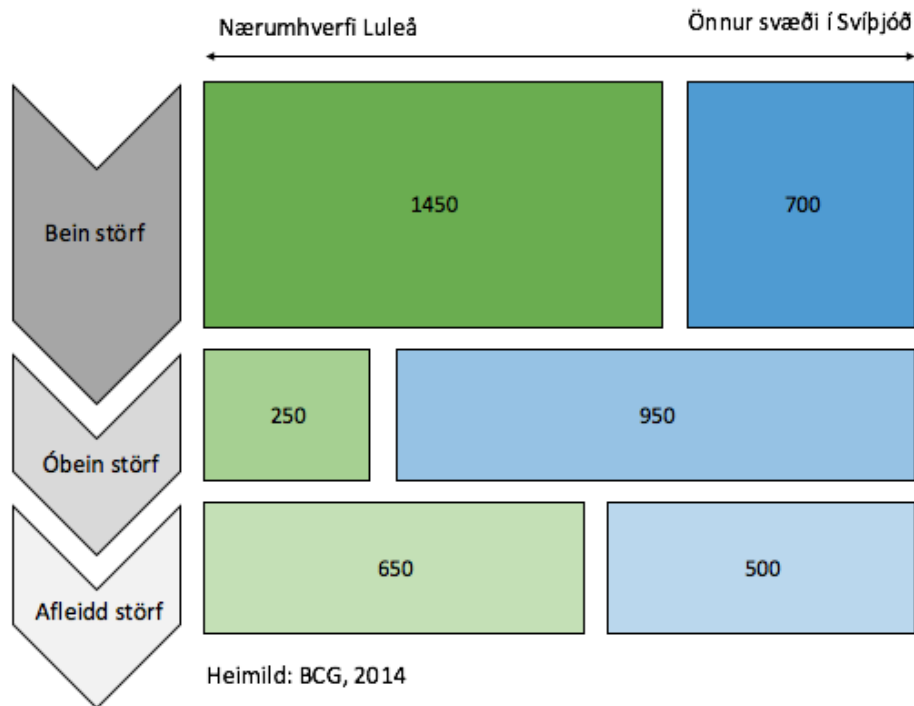 Nærumhverfi Luleå
Önnur svæði í Svíþjóð
Bein störf
1450
700
Óbein störf
250
950
Afleidd störf
650
500
Heimild: BCG, 2014